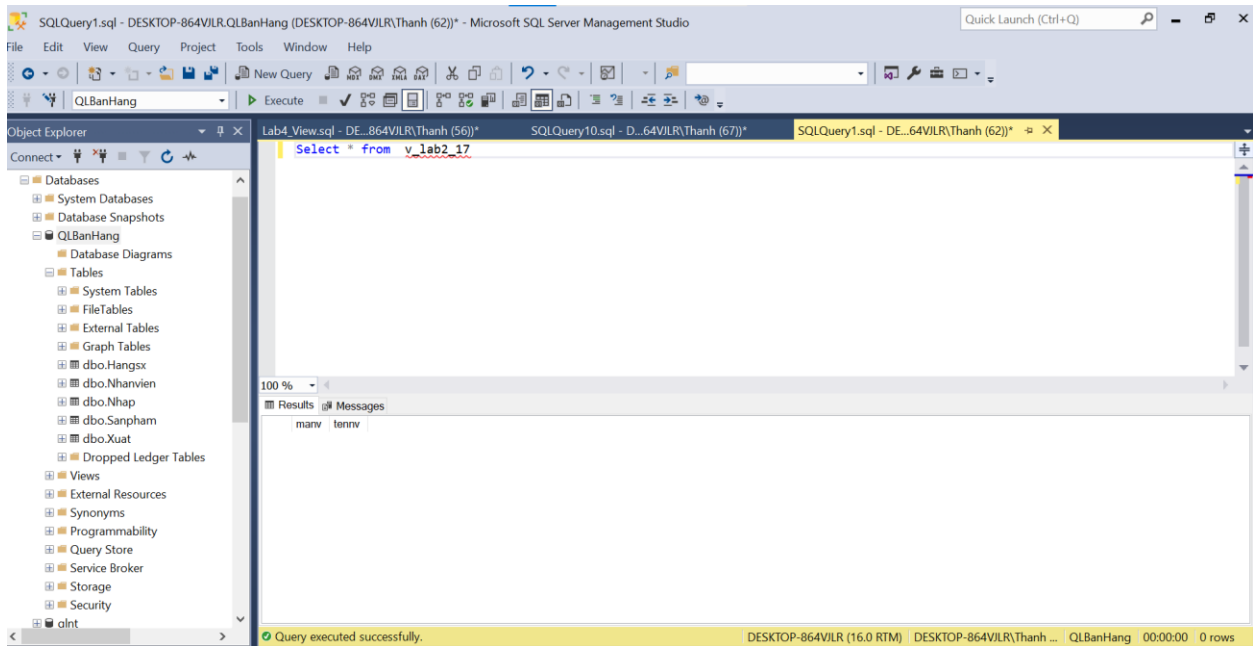 SQLQuery1.sql - DESKTOP-864VJLR.QLBanHang (DESKTOP-864VJLR\Thanh (62))* - Microsoft SQL Server Management Studio
Quick Launch (Ctrl+Q)
File Edit View Query Project Tools Window Help
New Query
MDX DMX XMLA DAX
QLBanHang
Execute
Object Explorer
Connect
Databases
System Databases
Database Snapshots
QLBanHang
Database Diagrams
Tables
System Tables
FileTables
External Tables
Graph Tables
dbo.Hangsx
dbo.Nhanvien
dbo.Nhap
dbo.Sanpham
dbo.Xuat
Dropped Ledger Tables
Views
External Resources
Synonyms
Programmability
Query Store
Service Broker
Storage
Security
qlnt
Lab4_View.sql - DE...864VJLR\Thanh (56))* SQLQuery10.sql - D...64VJLR\Thanh (67))* SQLQuery1.sql - DE...64VJLR\Thanh (62))*
Select * from v_lab2_17
100 %
Results Messages
manv tennv
Query executed successfully. DESKTOP-864VJLR (16.0 RTM) DESKTOP-864VJLR\Thanh ... QLBanHang 00:00:00 0 rows